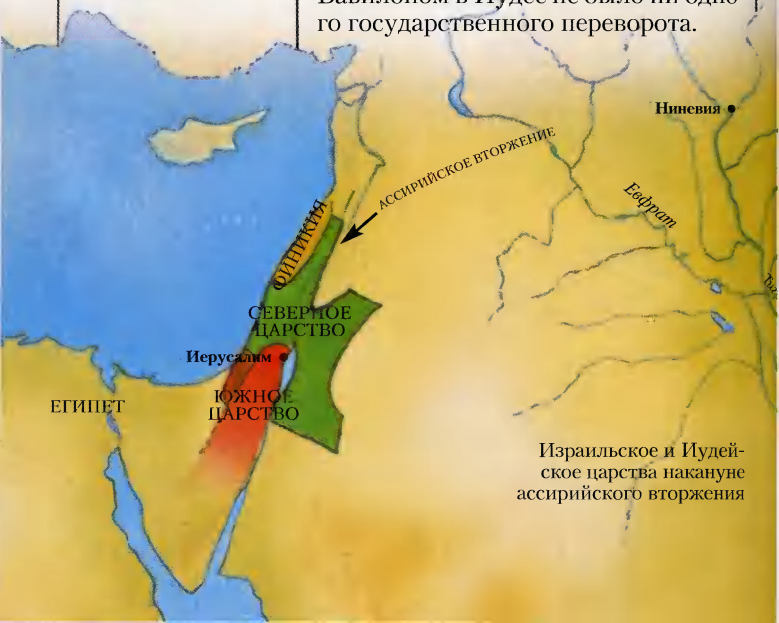 го государственного переворота.
Ниневия
АССИРИЙСКОЕ ВТОРЖЕНИЕ
Евфрат
ФИНИКИЯ
СЕВЕРНОЕ
ЦАРСТВО
Иерусалим
ЮЖНОЕ
ЦАРСТВО
ЕГИПЕТ
Израильское и Иудей-
ское царства накануне
ассирийского вторжения